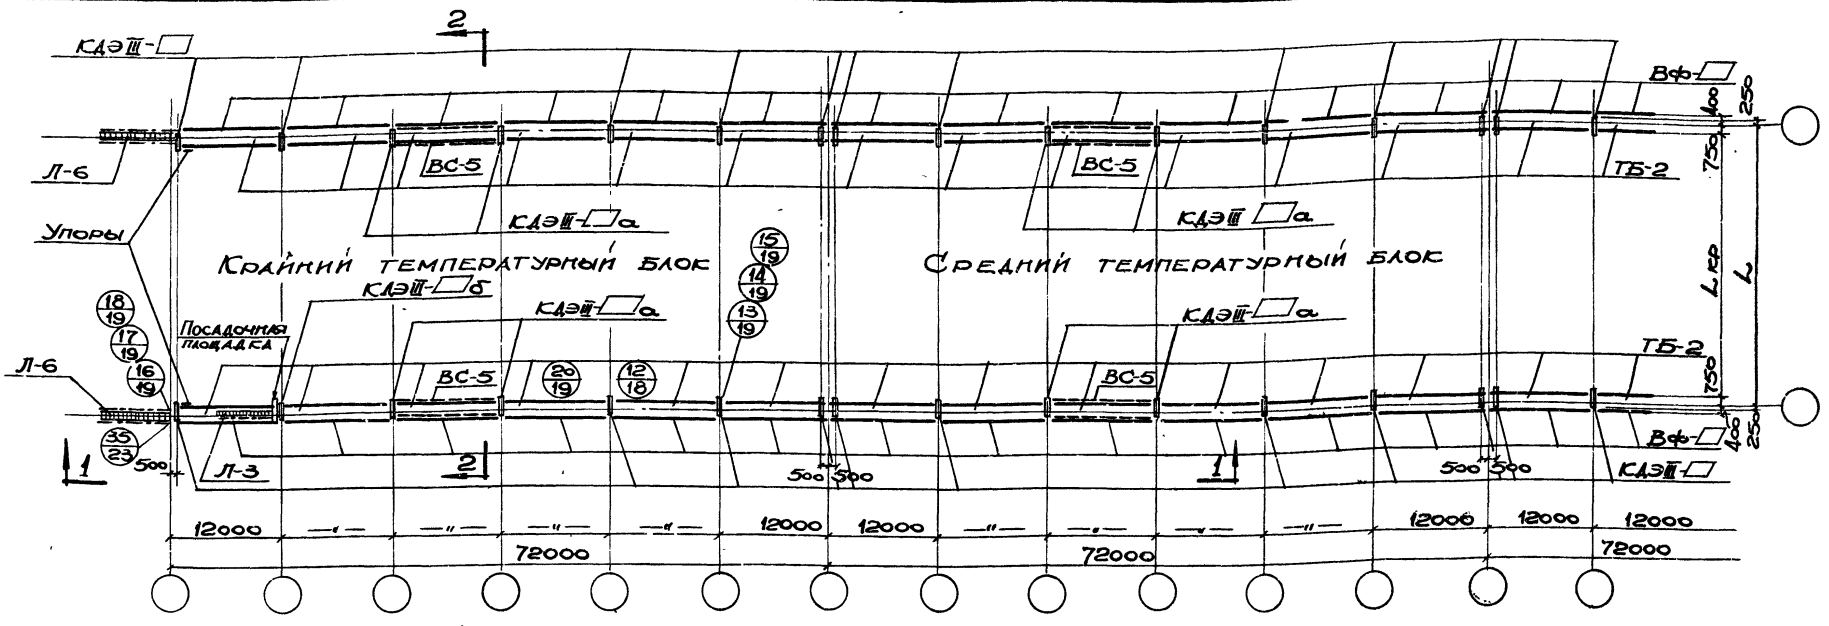 2
КДЭIII-
ВФ-
400
250
ВС-5
ВС-5
750
Л-6
ТБ-2
КДЭIII- а
КДЭIII а
Упоры
15
19
Крайний температурный блок
Средний температурный блок
14
19
L кр
L
КДЭIII- б
18
19
КДЭIII- а
13
19
КДЭIII- а
Посадочная
площадка
17
19
ТБ-2
Л-6
16
19
ВС-5
20
19
12
18
ВС-5
750
35
23
400
250
ВФ-
1
500
Л-3
2
500 500
1
500 500
КДЭIII-
12000 —"— —"— —"— —"— 12000 12000 —"— —"— —"— —"— 12000 12000 12000
72000 72000 72000